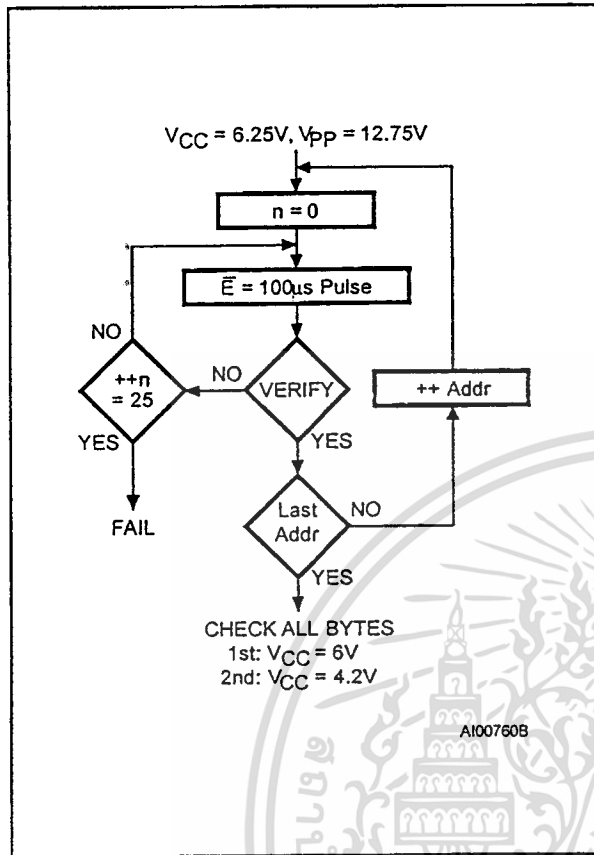 VCC = 6.25V, VPP = 12.75V
n = 0
E̅ = 100µs Pulse
NO
++n
= 25
NO
VERIFY
++ Addr
YES
YES
Last
Addr
NO
FAIL
YES
CHECK ALL BYTES
1st: VCC = 6V
2nd: VCC = 4.2V
AI00760B